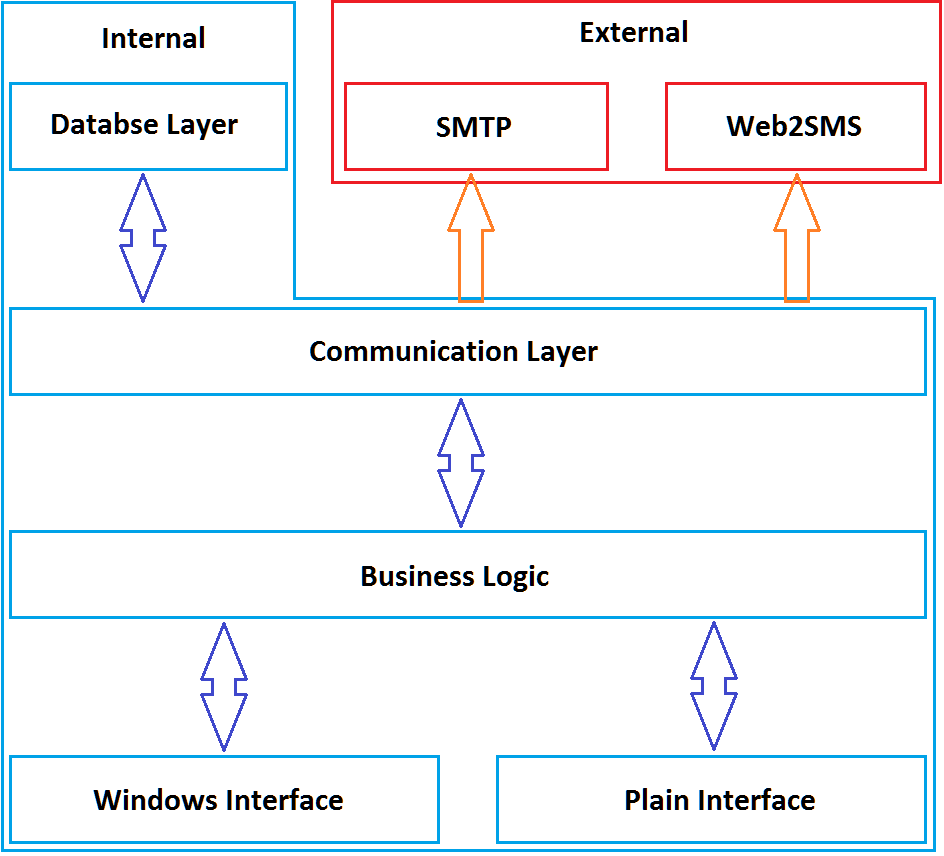 Internal
External
Databse Layer
SMTP
Web2SMS
Communication Layer
Business Logic
Windows Interface
Plain Interface